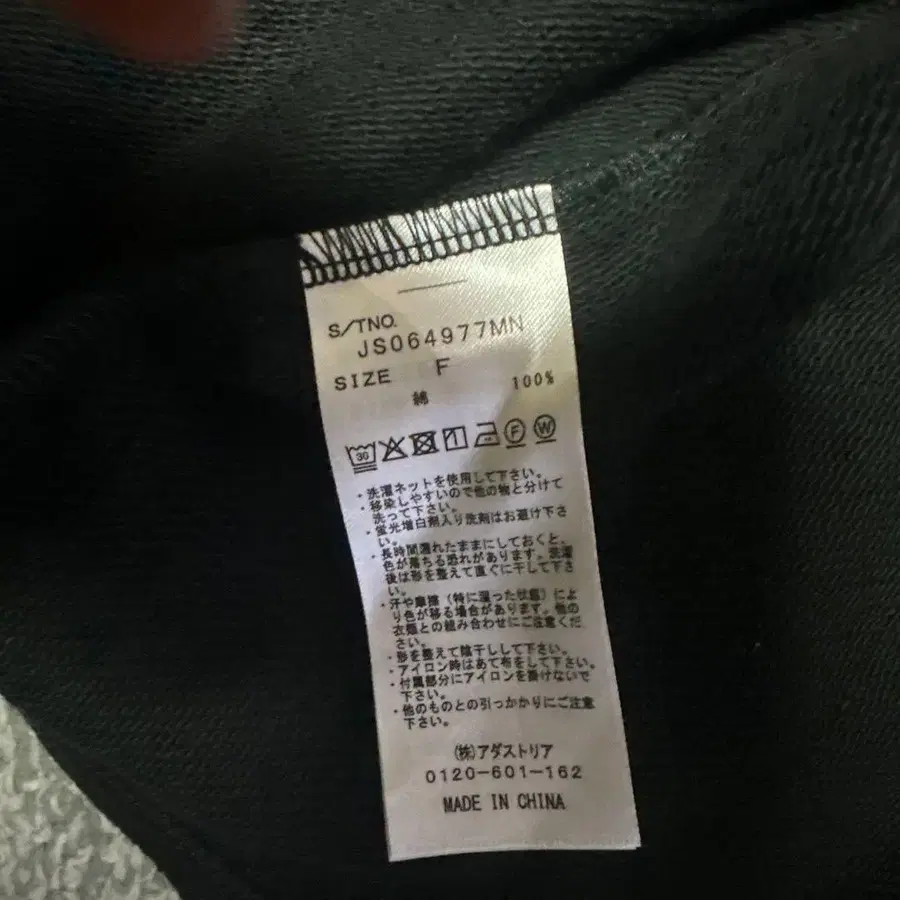 S/TNO.
JS064977MN
SIZE F
綿 100%
30 F W
・洗濯ネットを使用して下さい。
・移染しやすいので他の物と分けて
洗って下さい。
・蛍光増白剤入り洗剤はお避け下さ
い。
・長時間濡れたままにしておくと、
色が落ちる恐れがあります。洗濯
後は形を整えて直ぐに干して下さ
い。
・汗や摩擦（特に湿った状態）によ
り色が移る場合があります。他の
衣類との組み合わせにご注意くだ
さい。
・形を整えて陰干しして下さい。
・アイロン時はあて布をして下さい。
・付属部分にアイロンを掛けないで
下さい。
・他のものとの引っかかりにご注意
下さい。
(株)アダストリア
0120-601-162
MADE IN CHINA